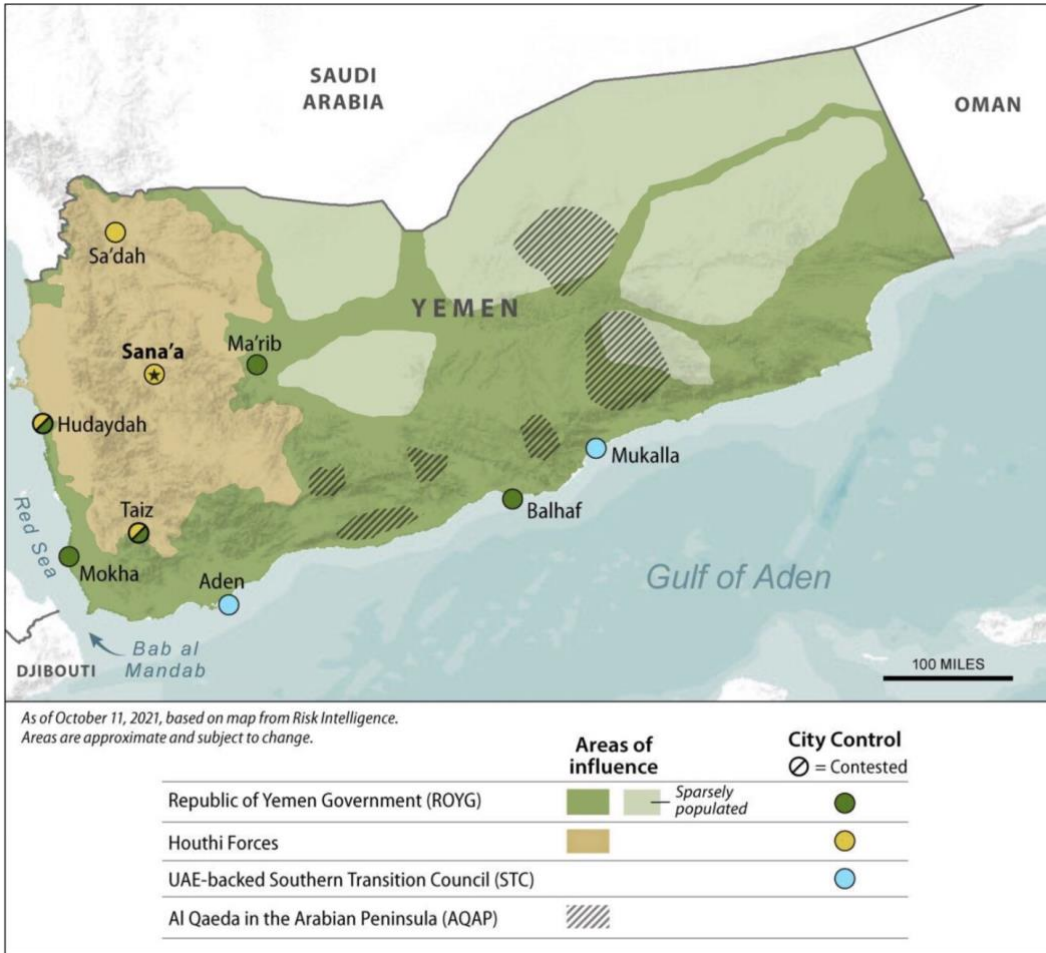 SAUDI
ARABIA
OMAN
Sa'dah
YEMEN
Ma'rib
Sana'a
Hudaydah
Mukalla
Balhaf
Taiz
Red Sea
Mokha
Aden
Gulf of Aden
Bab al
Mandab
DJIBOUTI
100 MILES
As of October 11, 2021, based on map from Risk Intelligence.
Areas are approximate and subject to change.
Areas of
influence
City Control
= Contested
Republic of Yemen Government (ROYG)
Sparsely
populated
Houthi Forces
UAE-backed Southern Transition Council (STC)
Al Qaeda in the Arabian Peninsula (AQAP)